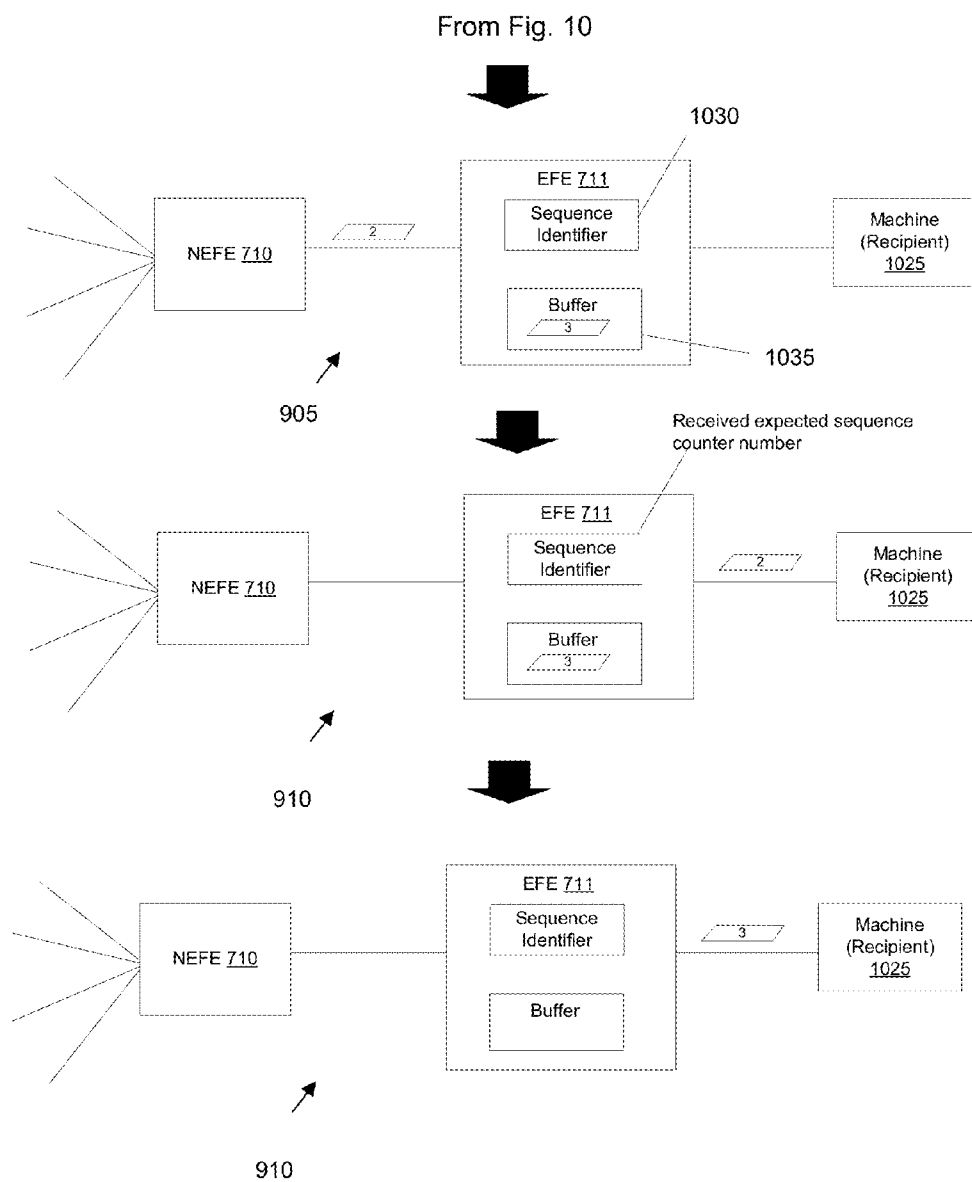 From Fig. 10
1030
EFE 711
Sequence
Identifier
2
NEFE 710
Machine
(Recipient)
1025
Buffer
3
1035
905
Received expected sequence
counter number
EFE 711
Sequence
Identifier
2
NEFE 710
Machine
(Recipient)
1025
Buffer
3
910
EFE 711
Sequence
Identifier
3
NEFE 710
Machine
(Recipient)
1025
Buffer
910